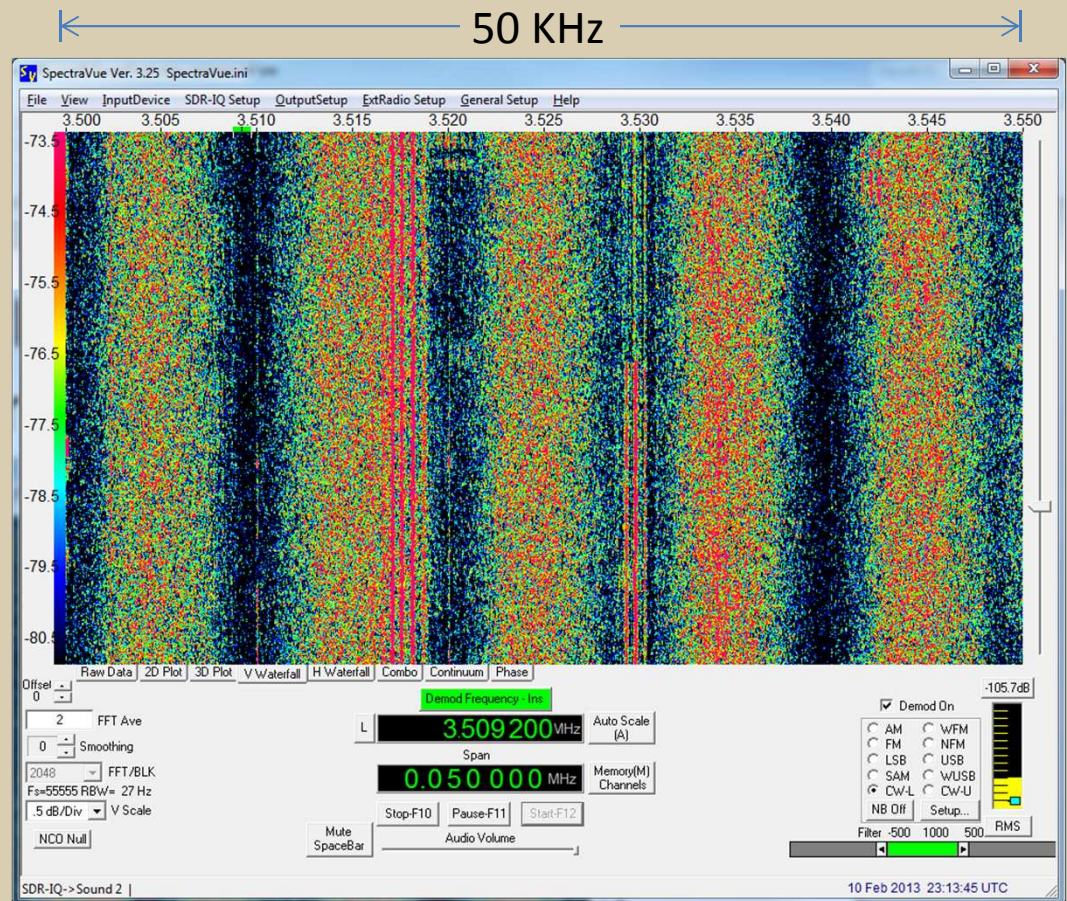 50 KHz
SpectraVue Ver. 3.25 SpectraVue.ini
File View InputDevice SDR-IQ Setup OutputSetup ExtRadio Setup General Setup Help
3.500 3.505 3.510 3.515 3.520 3.525 3.530 3.535 3.540 3.545 3.550
-73.5
-74.5
-75.5
-76.5
-77.5
-78.5
-79.5
-80.5
Raw Data 2D Plot 3D Plot V Waterfall H Waterfall Combo Continuum Phase
Offset
0
Demod Frequency - Ins
-105.7dB
2 FFT Ave
L 3.509 200 MHz Auto Scale (A)
Demod On
0 Smoothing
Span
AM WFM
FM NFM
LSB USB
SAM WUSB
CW-L CW-U
2048 FFT/BLK
0.050 000 MHz Memory(M) Channels
Fs=55555 RBW= 27 Hz
.5 dB/Div V Scale
Stop-F10 Pause-F11 Start-F12
NB Off Setup...
NCO Null
Mute SpaceBar
Audio Volume
Filter -500 1000 500
RMS
SDR-IQ->Sound 2 |
10 Feb 2013 23:13:45 UTC